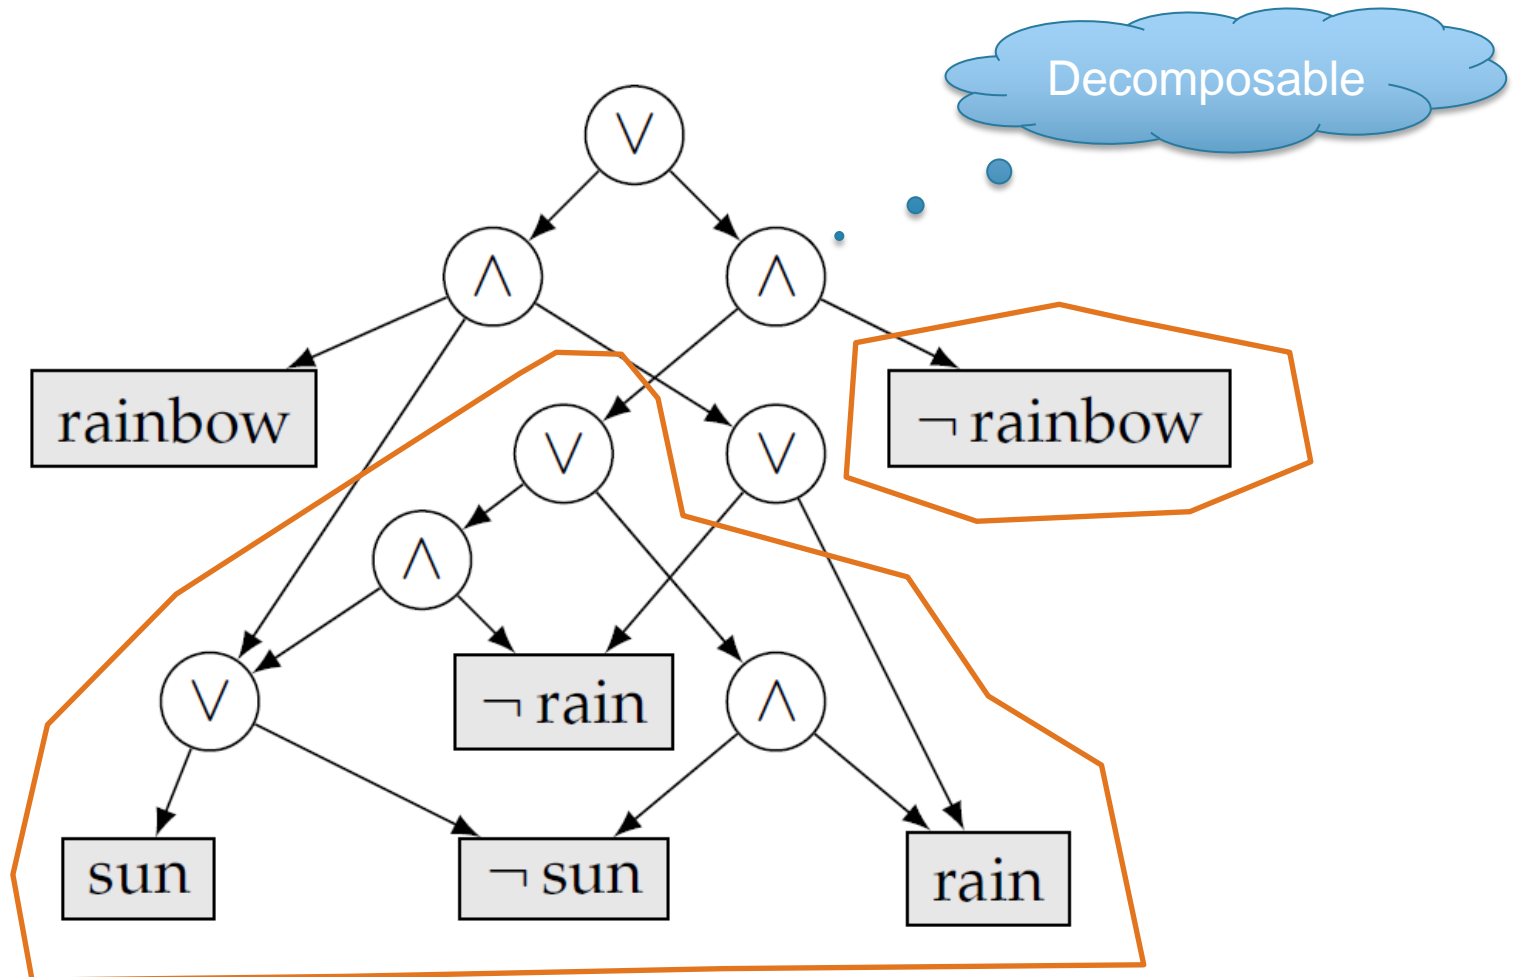 Decomposable
∨
∧
∧
rainbow
∨
∨
¬ rainbow
∧
∨
¬ rain
∧
sun
¬ sun
rain